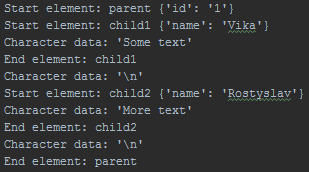 Start element: parent {'id': '1'}
Start element: child1 {'name': 'Vika'}
Character data: 'Some text'
End element: child1
Character data: '\n'
Start element: child2 {'name': 'Rostyslav'}
Character data: 'More text'
End element: child2
Character data: '\n'
End element: parent